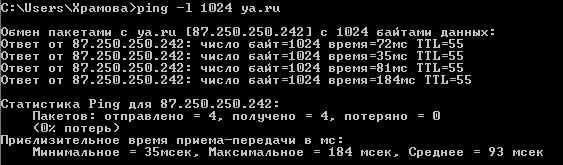 C:\Users\Храмова>ping -l 1024 ya.ru
Обмен пакетами с ya.ru [87.250.250.242] с 1024 байтами данных:
Ответ от 87.250.250.242: число байт=1024 время=72мс TTL=55
Ответ от 87.250.250.242: число байт=1024 время=35мс TTL=55
Ответ от 87.250.250.242: число байт=1024 время=81мс TTL=55
Ответ от 87.250.250.242: число байт=1024 время=184мс TTL=55
Статистика Ping для 87.250.250.242:
Пакетов: отправлено = 4, получено = 4, потеряно = 0
(0% потерь)
Приблизительное время приема-передачи в мс:
Минимальное = 35мсек, Максимальное = 184 мсек, Среднее = 93 мсек